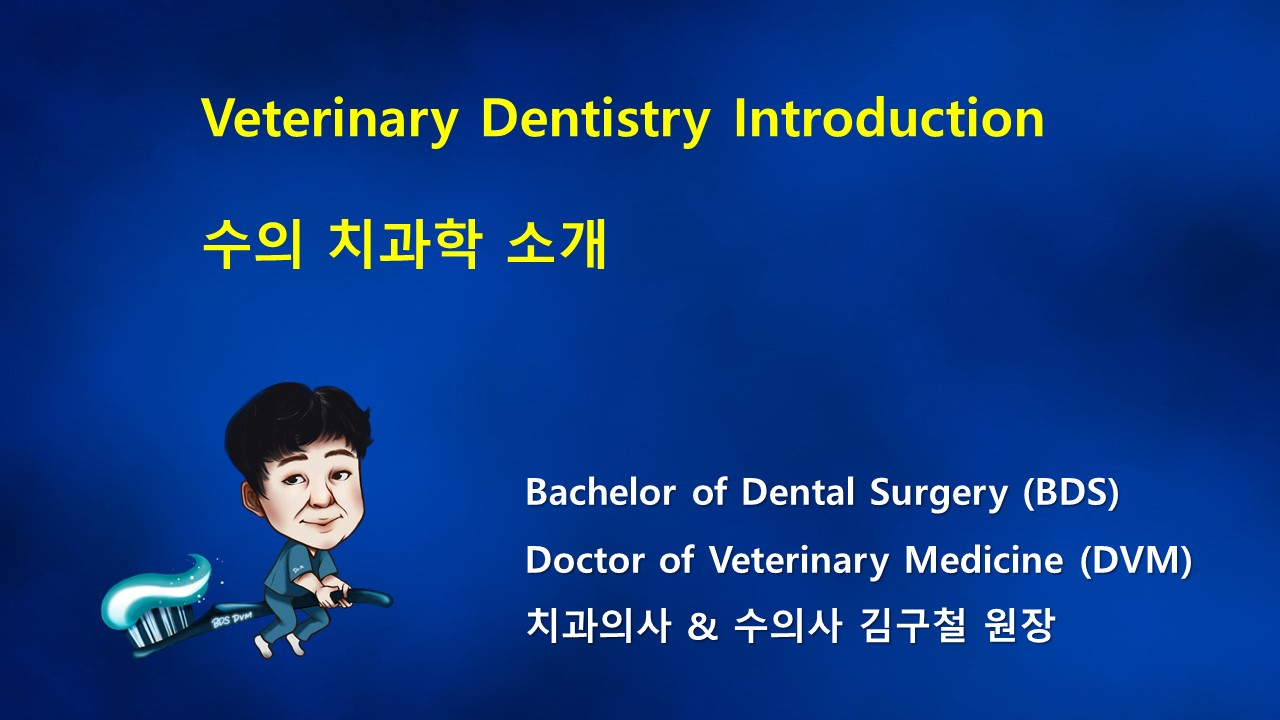 Veterinary Dentistry Introduction
수의 치과학 소개
Bachelor of Dental Surgery (BDS)
Doctor of Veterinary Medicine (DVM)
치과의사 & 수의사 김구철 원장
BDS DVM